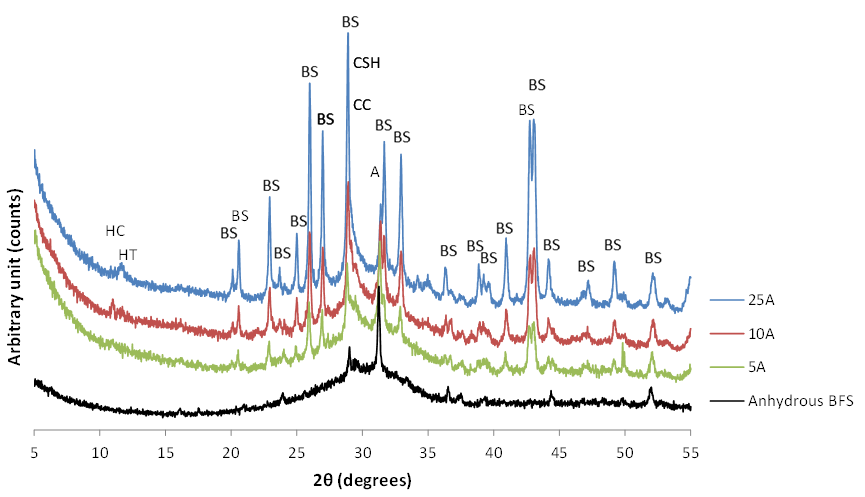 BS
CSH
BS
BS
BS
CC
BS
BS
BS
BS
A
BS
BS
HC
BS
HT
BS
BS
BS
BS
BS
BS
BS
BS
BS
BS
Arbitrary unit (counts)
25A
10A
5A
Anhydrous BFS
5 10 15 20 25 30 35 40 45 50 55
2θ (degrees)